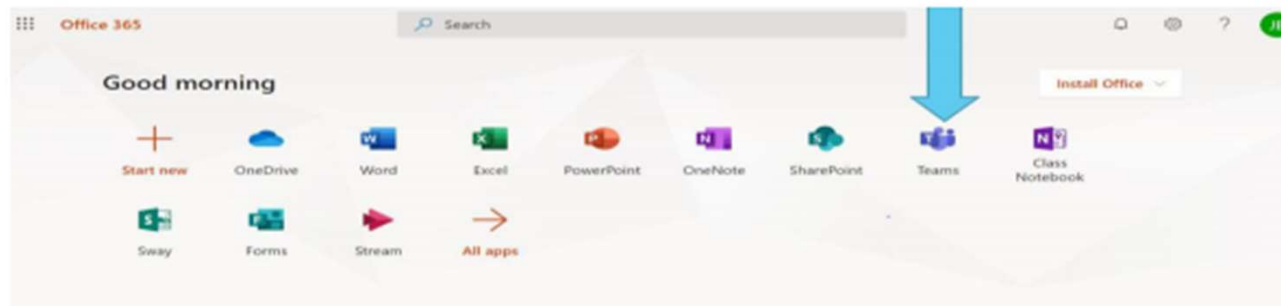 Office 365
Search
JE
Good morning
Install Office
Start new
OneDrive
Word
Excel
PowerPoint
OneNote
SharePoint
Teams
Class
Notebook
Sway
Forms
Stream
All apps